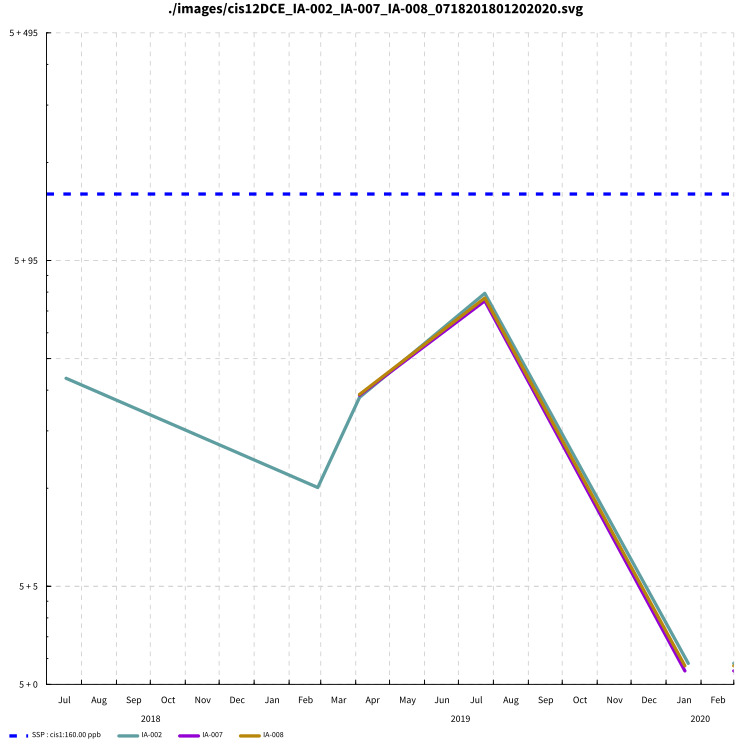 ./images/cis12DCE_IA-002_IA-007_IA-008_0718201801202020.svg
5 + 495
5 + 95
5 + 5
5 + 0
Jul Aug Sep Oct Nov Dec Jan Feb Mar Apr May Jun Jul Aug Sep Oct Nov Dec Jan Feb
2018 2019 2020
SSP : cis1:160.00 ppb IA-002 IA-007 IA-008